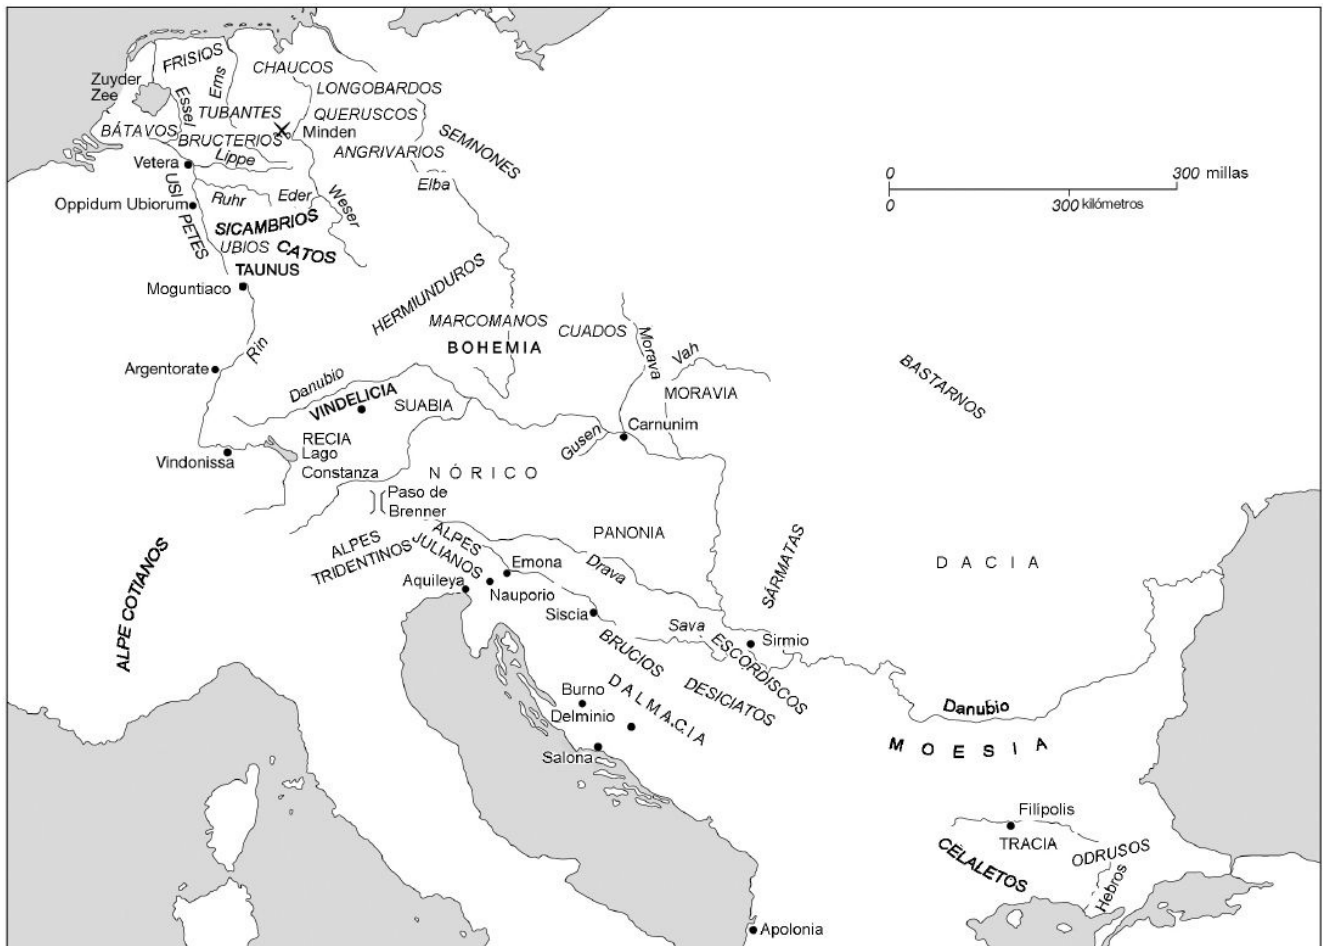 FRISIOS
CHAUCOS
Zuyder
Zee
Essel
Ems
LONGOBARDOS
TUBANTES
QUERUSCOS
BÁTAVOS
BRUCTERIOS
Minden
SEMNONES
ANGRIVARIOS
Vetera
Lippe
Elba
0 300 millas
0 300 kilómetros
USI
PETES
Oppidum Ubiorum
Ruhr
Eder
Weser
SICAMBRIOS
UBIOS
CATOS
TAUNUS
Moguntiaco
HERMIUNDUROS
MARCOMANOS
CUADOS
BOHEMIA
Morava
Vah
Rin
Argentorate
BASTARNOS
Danubio
VINDELICIA
SUABIA
MORAVIA
Carnunim
Gusen
RECIA
Lago
Constanza
Vindonissa
NÓRICO
Paso de
Brenner
PANONIA
ALPES
TRIDENTINOS
ALPES
JULIANOS
Emona
Drava
SÁRMATAS
DACIA
Aquileya
Nauporio
ALPE COTIANOS
Siscia
Sava
Sirmio
BRUCIOS
ESCORDISCOS
DESICIATOS
Burno
DALMACIA
Delminio
Salona
Danubio
MOESIA
Filípolis
TRACIA
ODRUSOS
CÉLALETOS
Hebros
Apolonia